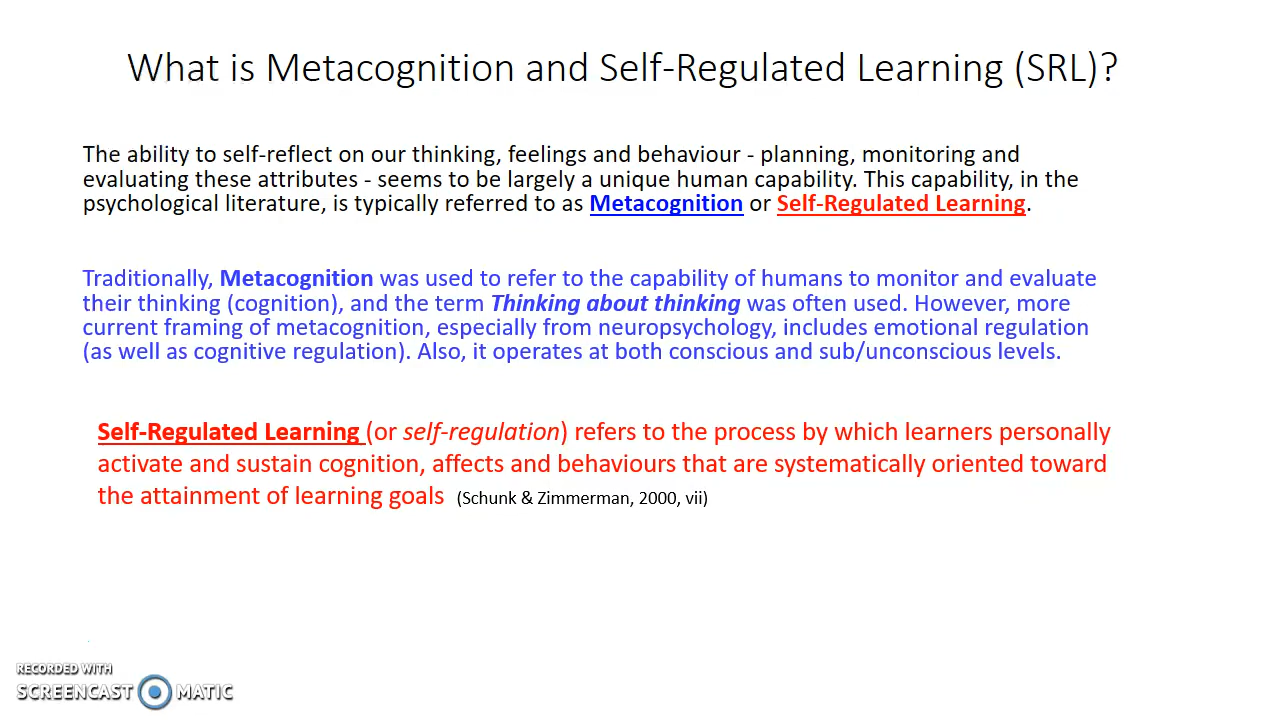 What is Metacognition and Self-Regulated Learning (SRL)?
The ability to self-reflect on our thinking, feelings and behaviour - planning, monitoring and
evaluating these attributes - seems to be largely a unique human capability. This capability, in the
psychological literature, is typically referred to as Metacognition or Self-Regulated Learning.
Traditionally, Metacognition was used to refer to the capability of humans to monitor and evaluate
their thinking (cognition), and the term Thinking about thinking was often used. However, more
current framing of metacognition, especially from neuropsychology, includes emotional regulation
(as well as cognitive regulation). Also, it operates at both conscious and sub/unconscious levels.
Self-Regulated Learning (or self-regulation) refers to the process by which learners personally
activate and sustain cognition, affects and behaviours that are systematically oriented toward
the attainment of learning goals (Schunk & Zimmerman, 2000, vii)
RECORDED WITH
SCREENCAST MATIC